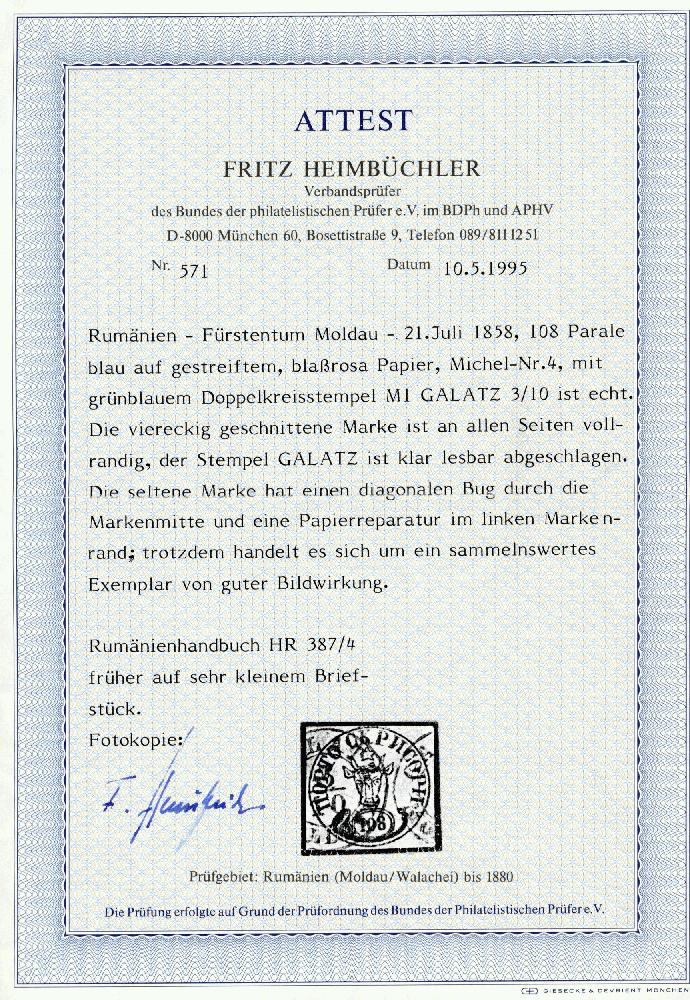 ATTEST
FRITZ HEIMBÜCHLER
Verbandsprüfer
des Bundes der philatelistischen Prüfer e.V. im BDPh und APHV
D-8000 München 60, Bosettistraße 9, Telefon 089/8111251
Nr. 571 Datum 10.5.1995
Rumänien - Fürstentum Moldau - 21.Juli 1858, 108 Parale
blau auf gestreiftem, blaßrosa Papier, Michel-Nr.4, mit
grünblauem Doppelkreisstempel MI GALATZ 3/10 ist echt.
Die viereckig geschnittene Marke ist an allen Seiten voll-
randig, der Stempel GALATZ ist klar lesbar abgeschlagen.
Die seltene Marke hat einen diagonalen Bug durch die
Markenmitte und eine Papierreparatur im linken Marken-
rand; trotzdem handelt es sich um ein sammelnswertes
Exemplar von guter Bildwirkung.
Rumänienhandbuch HR 387/4
früher auf sehr kleinem Brief-
stück.
Fotokopie:
108
Prüfgebiet: Rumänien (Moldau/Walachei) bis 1880
Die Prüfung erfolgte auf Grund der Prüfordnung des Bundes der Philatelistischen Prüfer e.V.
GIESECKE & DEVRIENT MÜNCHEN